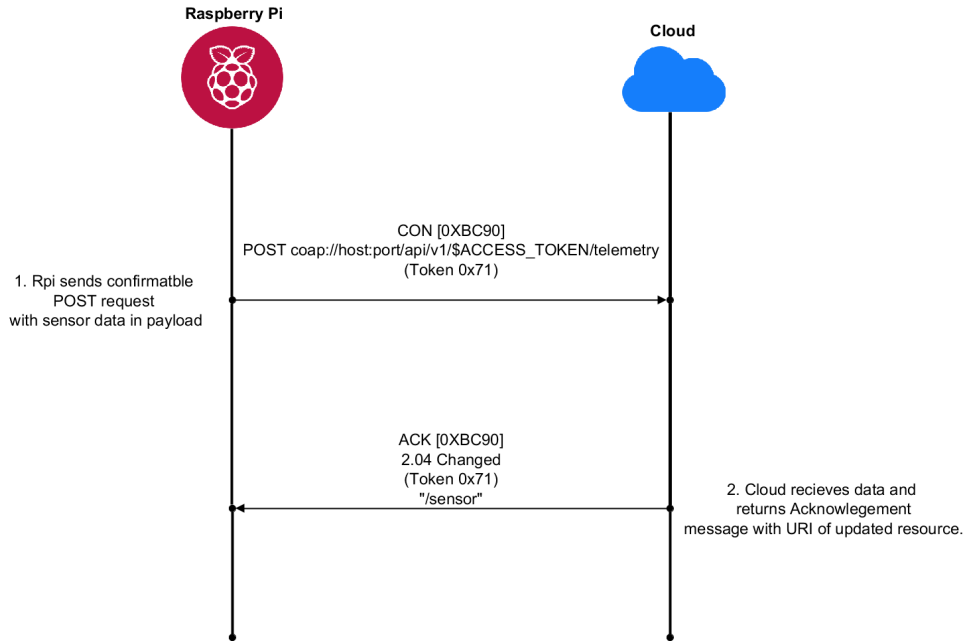 Raspberry Pi
Cloud
CON [0XBC90]
POST coap://host:port/api/v1/$ACCESS_TOKEN/telemetry
(Token 0x71)
1. Rpi sends confirmatble
POST request
with sensor data in payload
ACK [0XBC90]
2.04 Changed
(Token 0x71)
"/sensor"
2. Cloud recieves data and
returns Acknowlegement
message with URI of updated resource.